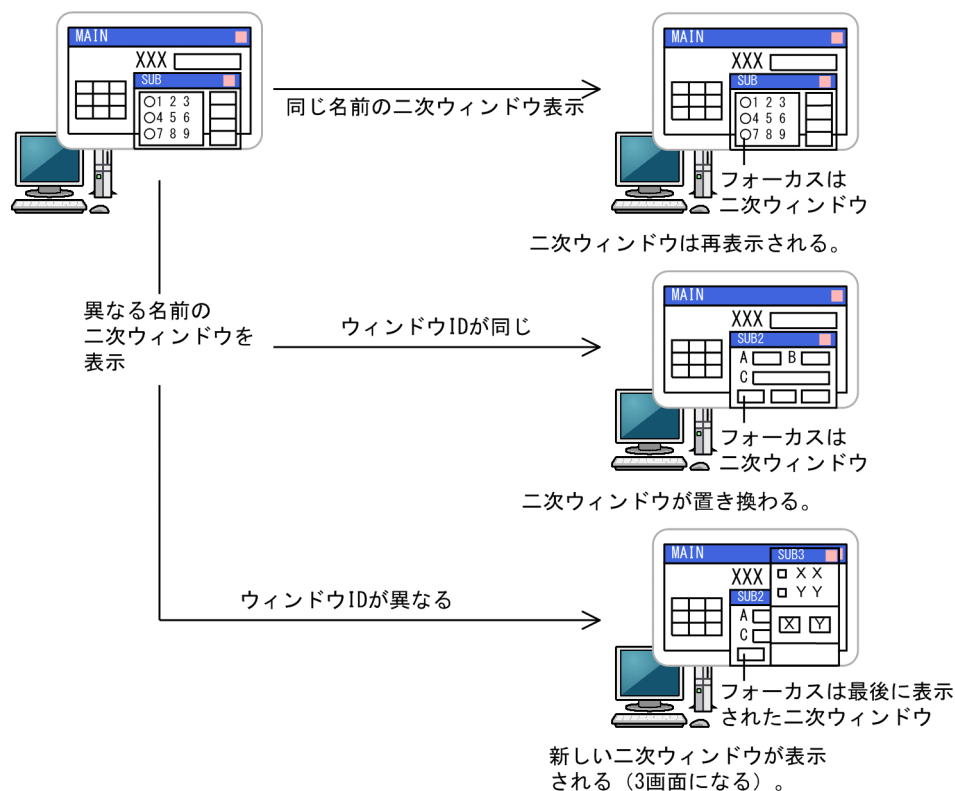 MAIN
XXX
SUB
1 2 3
4 5 6
7 8 9
同じ名前の二次ウィンドウ表示
MAIN
XXX
SUB
1 2 3
4 5 6
7 8 9
フォーカスは
二次ウィンドウ
二次ウィンドウは再表示される。
異なる名前の
二次ウィンドウを
表示
ウィンドウIDが同じ
MAIN
XXX
SUB2
A B
C
フォーカスは
二次ウィンドウ
二次ウィンドウが置き換わる。
ウィンドウIDが異なる
MAIN
XXX
SUB2
A
C
SUB3
X X
Y Y
X Y
フォーカスは最後に表示
された二次ウィンドウ
新しい二次ウィンドウが表示
される（3画面になる）。